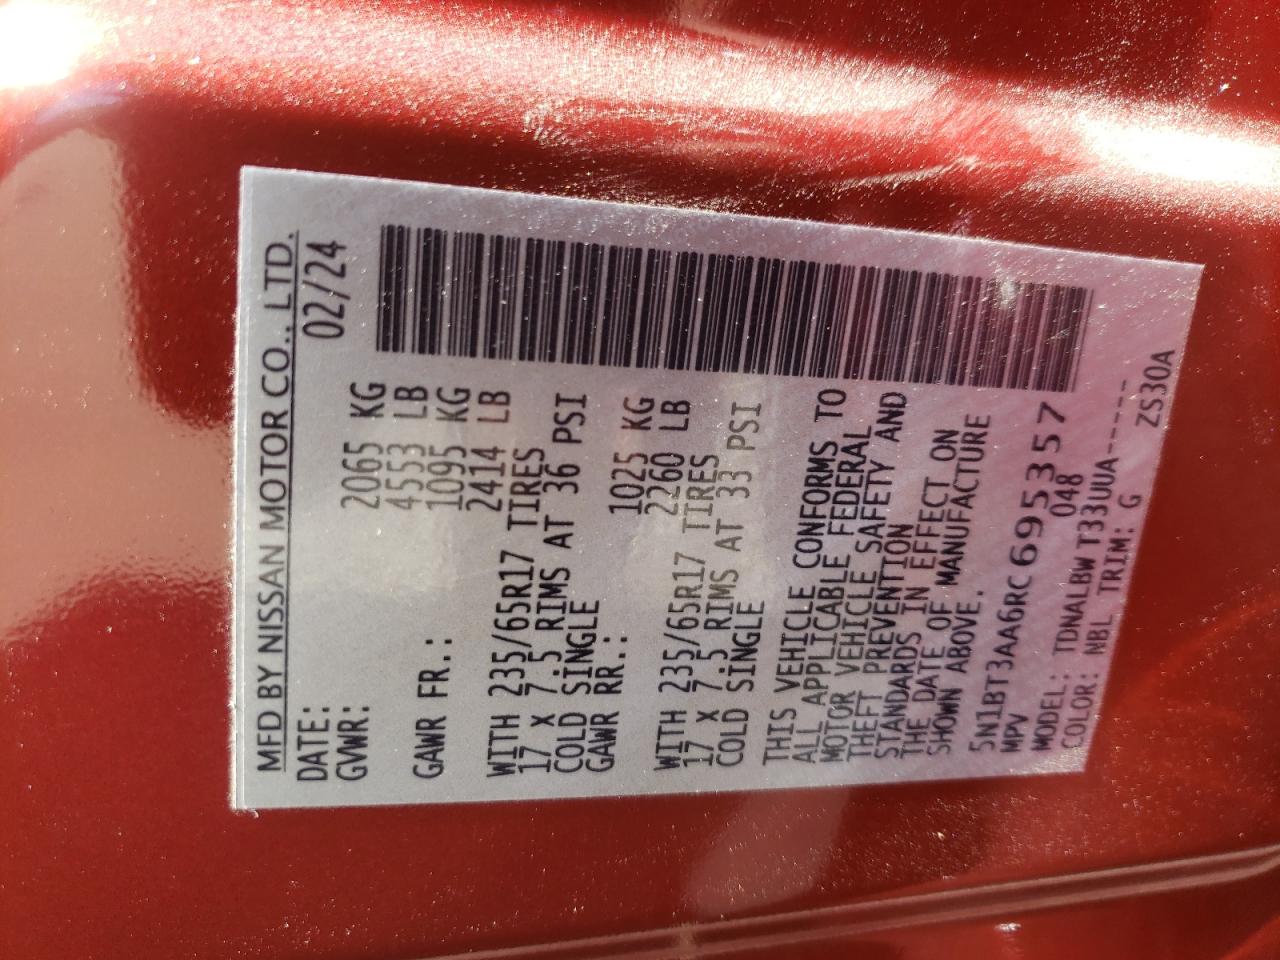 MFD BY NISSAN MOTOR CO., LTD.
DATE: 02/24
GVWR: 2065 KG
4553 LB
GAWR FR.: 1095 KG
2414 LB
WITH 235/65R17 TIRES
17 X 7.5 RIMS AT 36 PSI
COLD SINGLE
GAWR RR.: 1025 KG
2260 LB
WITH 235/65R17 TIRES
17 X 7.5 RIMS AT 33 PSI
COLD SINGLE
THIS VEHICLE CONFORMS TO
ALL APPLICABLE FEDERAL
MOTOR VEHICLE SAFETY AND
THEFT PREVENTION
STANDARDS IN EFFECT ON
THE DATE OF MANUFACTURE
SHOWN ABOVE.
5N1BT3AA6RC695357
MPV 048
MODEL: TDNALBW T33UUA-----
COLOR: NBL TRIM: G ZS30A